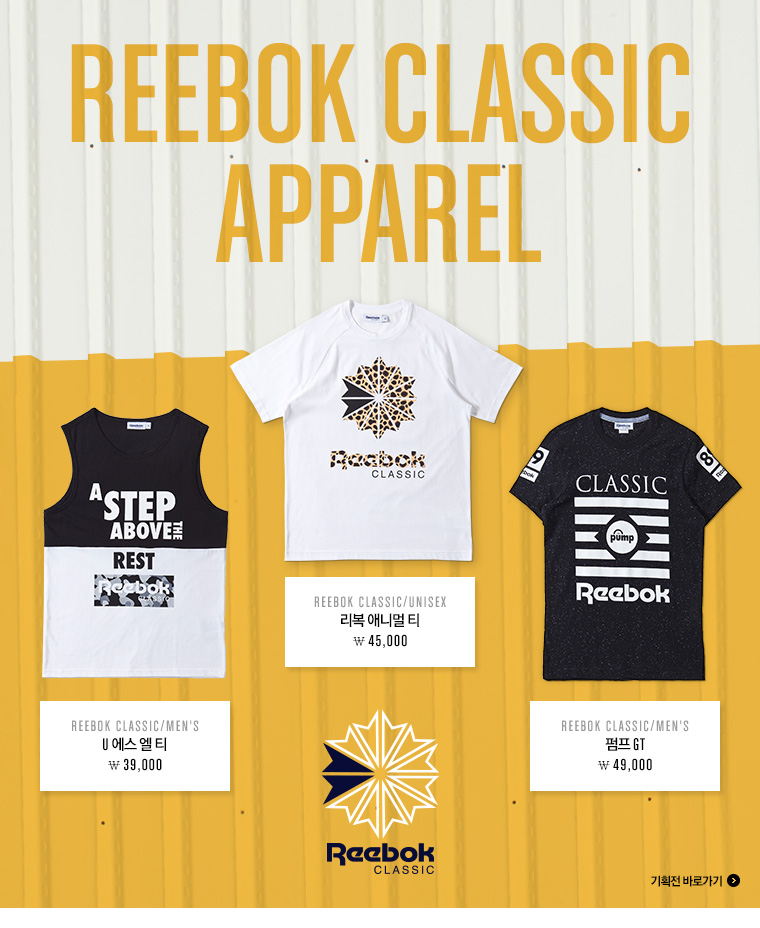 REEBOK CLASSIC
APPAREL
Reebok
CLASSIC
REEBOK CLASSIC/UNISEX
리복 애니멀 티
₩ 45,000
A
STEP
ABOVE THE
REST
Reebok
CLASSIC
REEBOK CLASSIC/MEN'S
U 에스 엘 티
₩ 39,000
9
8
CLASSIC
pump
Reebok
REEBOK CLASSIC/MEN'S
펌프 GT
₩ 49,000
Reebok
CLASSIC
기획전 바로가기